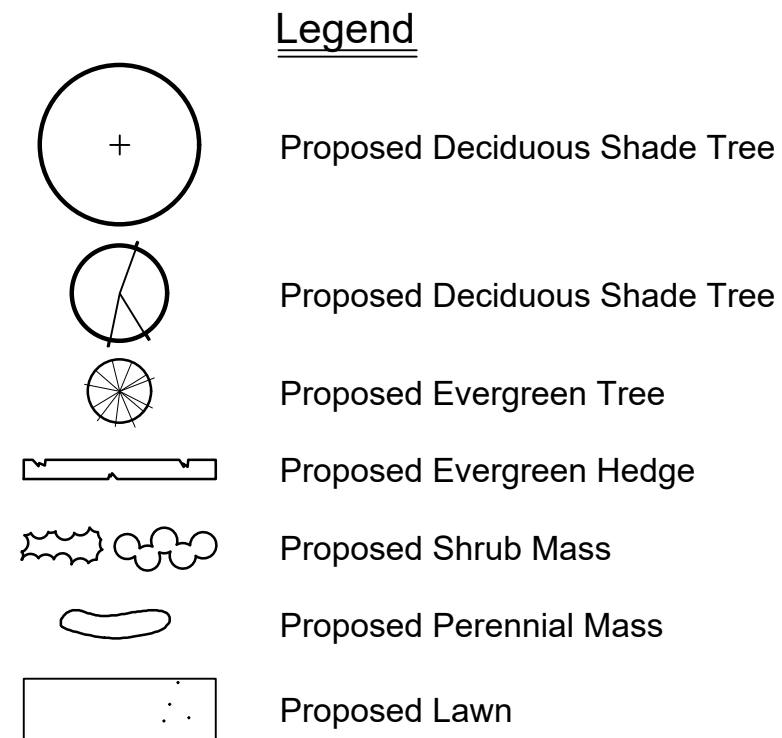 Legend
Proposed Deciduous Shade Tree
Proposed Deciduous Shade Tree
Proposed Evergreen Tree
Proposed Evergreen Hedge
Proposed Shrub Mass
Proposed Perennial Mass
Proposed Lawn